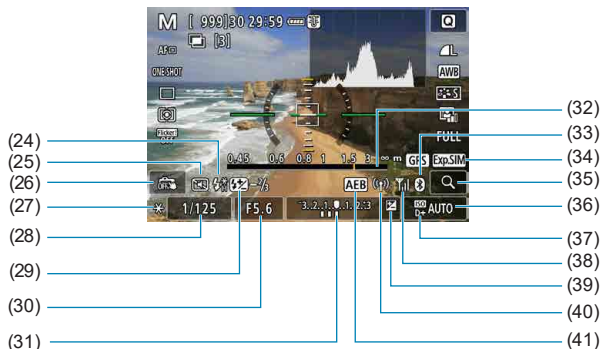 M [ 999]30 29:59
[3]
Q
AF
ONE SHOT
L
AWB
S
Flicker!
OFF
FULL
0.45 0.6 0.8 1 1.5 3 ∞ m
GPS Exp.SIM
OFF
-⅔
AEB
1/125
F5.6
-3..2..1..0..1..2..:3
ISO
D+
AUTO
(24)
(25)
(26)
(27)
(28)
(29)
(30)
(31)
(32)
(33)
(34)
(35)
(36)
(37)
(38)
(39)
(40)
(41)